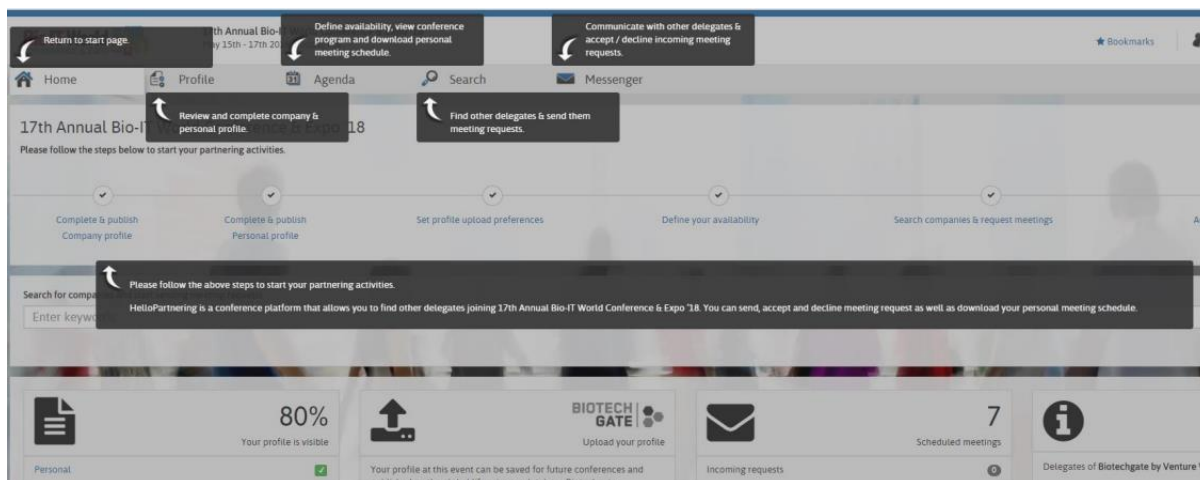 Return to start page.
Define availability, view conference
program and download personal
meeting schedule.
Communicate with other delegates &
accept / decline incoming meeting
requests.
th Annual Bio-I
ay 15th - 17th 20
Bookmarks
Home
Profile
Agenda
Search
Messenger
Review and complete company &
personal profile.
Find other delegates & send them
meeting requests.
17th Annual Bio-IT World Conference & Expo '18
Please follow the steps below to start your partnering activities.
Complete & publish
Company profile
Complete & publish
Personal profile
Set profile upload preferences
Define your availability
Search companies & request meetings
A
Please follow the above steps to start your partnering activities.
HelloPartnering is a conference platform that allows you to find other delegates joining 17th Annual Bio-IT World Conference & Expo '18. You can send, accept and decline meeting request as well as download your personal meeting schedule.
Search for compa
Enter keyw
80%
Your profile is visible
Personal
BIOTECH
GATE
Upload your profile
Your profile at this event can be saved for future conferences and
7
Scheduled meetings
Incoming requests
0
Delegates of Biotechgate by Venture